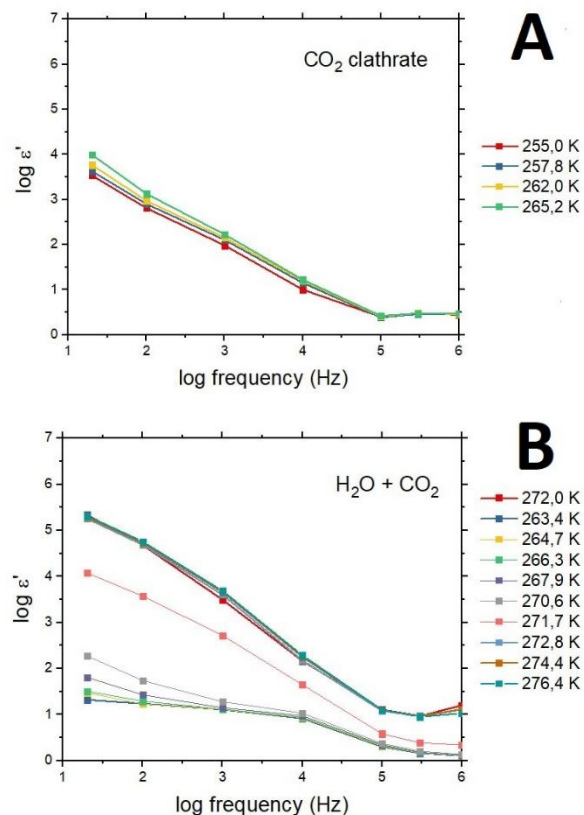 A
CO₂ clathrate
7
6
5
4
3
2
1
0
log ε'
1 2 3 4 5 6
log frequency (Hz)
255,0 K
257,8 K
262,0 K
265,2 K
B
H₂O + CO₂
7
6
5
4
3
2
1
0
log ε'
1 2 3 4 5 6
log frequency (Hz)
272,0 K
263,4 K
264,7 K
266,3 K
267,9 K
270,6 K
271,7 K
272,8 K
274,4 K
276,4 K